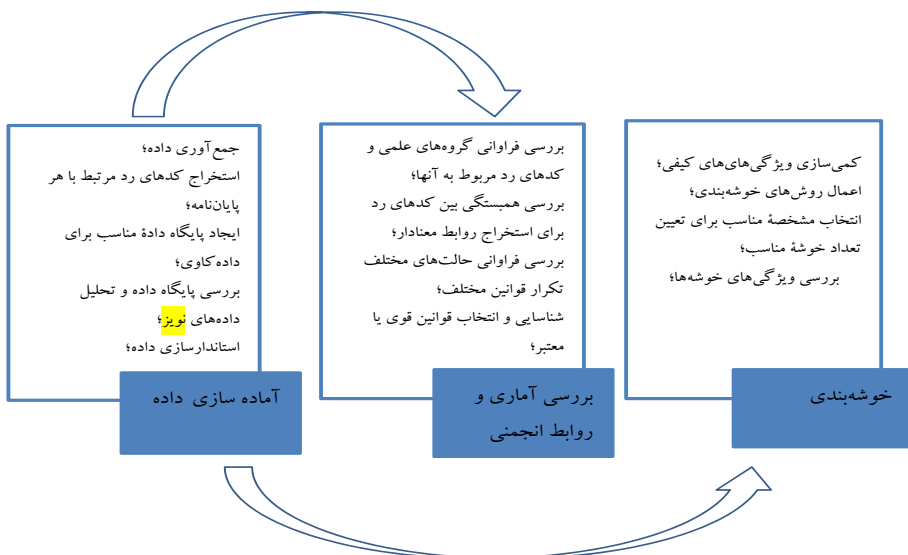 جمع‌آوری داده؛
استخراج کدهای رد مرتبط با هر
پایان‌نامه؛
ایجاد پایگاه دادۀ مناسب برای
داده‌کاوی؛
بررسی پایگاه داده و تحلیل
داده‌های نویز؛
استاندارسازی داده؛
آماده سازی داده
بررسی فراوانی گروه‌های علمی و
کدهای رد مربوط به آنها؛
بررسی همبستگی بین کدهای رد
برای استخراج روابط معنادار؛
بررسی فراوانی حالت‌های مختلف
تکرار قوانین مختلف؛
شناسایی و انتخاب قوانین قوی یا
معتبر؛
بررسی آماری و
روابط انجمنی
کمی‌سازی ویژگی‌های‌های کیفی؛
اعمال روش‌های خوشه‌بندی؛
انتخاب مشخصۀ مناسب برای تعیین
تعداد خوشۀ مناسب؛
بررسی ویژگی‌های خوشه‌ها؛
خوشه‌بندی